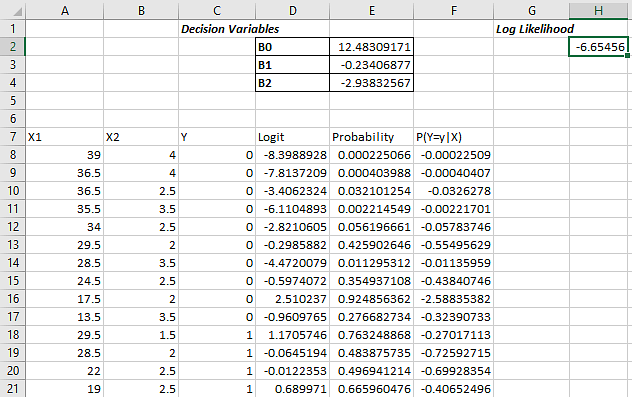 A B C D E F G H
1 Decision Variables Log Likelihood
2 B0 12.48309171 -6.65456
3 B1 -0.23406877
4 B2 -2.93832567
5
6
7 X1 X2 Y Logit Probability P(Y=y|X)
8 39 4 0 -8.3988928 0.000225066 -0.00022509
9 36.5 4 0 -7.8137209 0.000403988 -0.00040407
10 36.5 2.5 0 -3.4062324 0.032101254 -0.0326278
11 35.5 3.5 0 -6.1104893 0.002214549 -0.00221701
12 34 2.5 0 -2.8210605 0.056196661 -0.05783746
13 29.5 2 0 -0.2985882 0.425902646 -0.55495629
14 28.5 3.5 0 -4.4720079 0.011295312 -0.01135959
15 24.5 2.5 0 -0.5974072 0.354937108 -0.43840746
16 17.5 2 0 2.510237 0.924856362 -2.58835382
17 13.5 3.5 0 -0.9609765 0.276682734 -0.32390733
18 29.5 1.5 1 1.1705746 0.763248868 -0.27017113
19 28.5 2 1 -0.0645194 0.483875735 -0.72592715
20 22 2.5 1 -0.0122353 0.496941214 -0.69928354
21 19 2.5 1 0.689971 0.665960476 -0.40652496